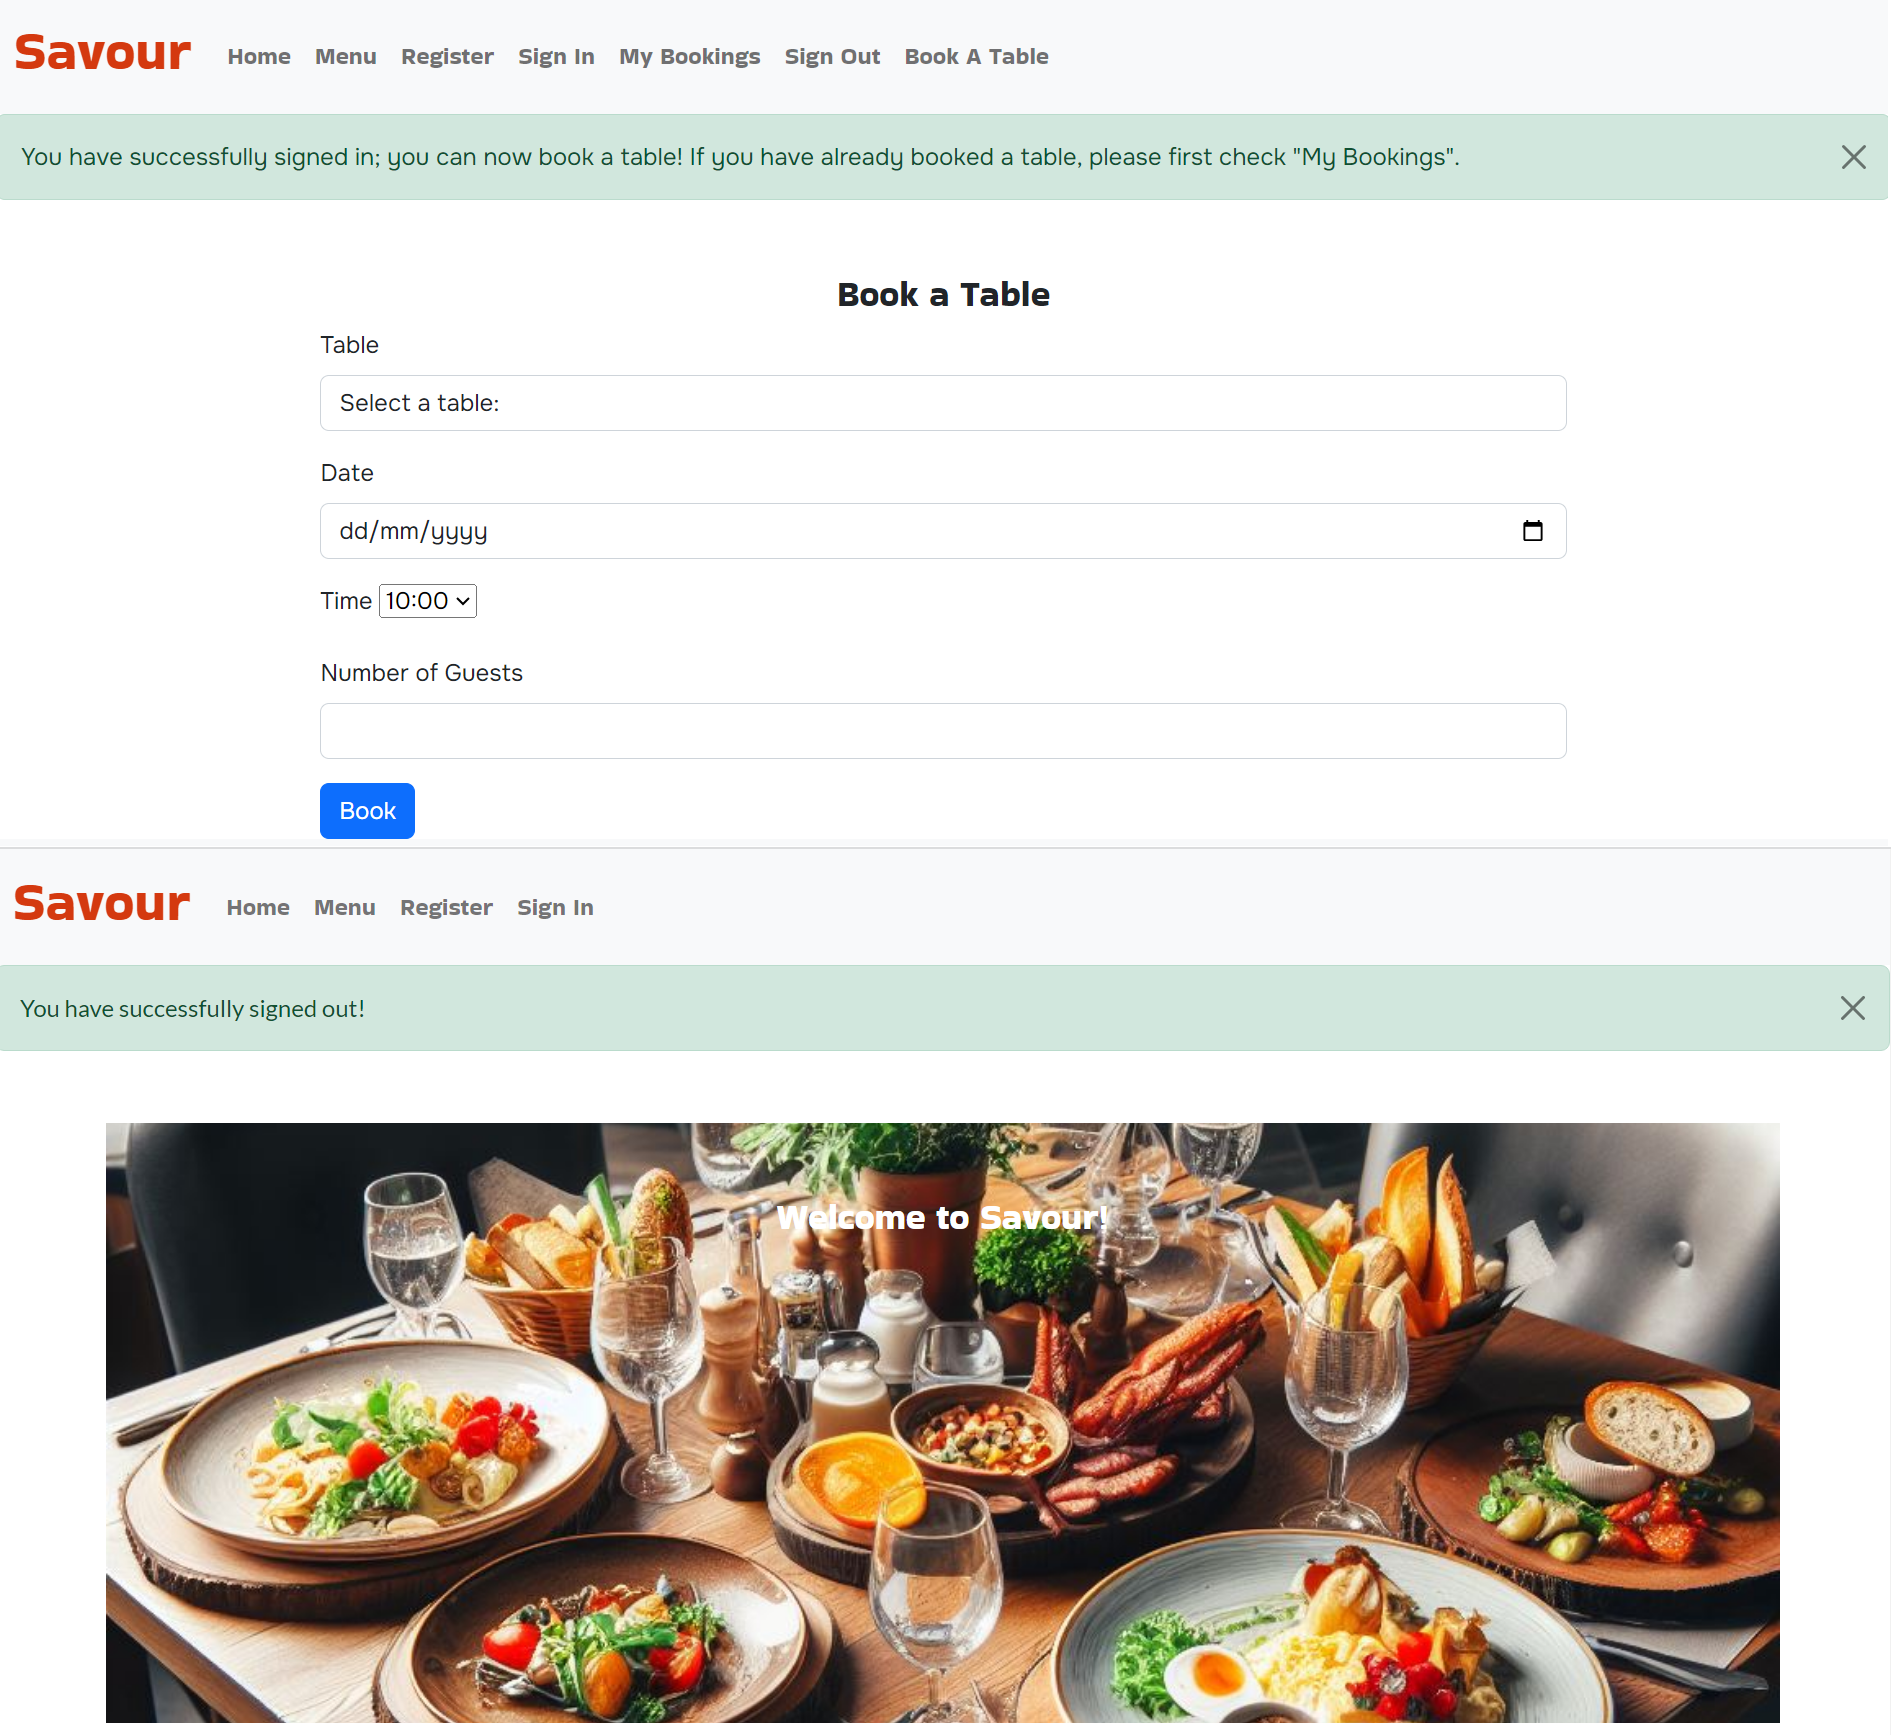 Savour Home Menu Register Sign In My Bookings Sign Out Book A Table
You have successfully signed in; you can now book a table! If you have already booked a table, please first check "My Bookings".
Book a Table
Table
Select a table:
Date
dd/mm/yyyy
Time 10:00
Number of Guests
Book
Savour Home Menu Register Sign In
You have successfully signed out!
Welcome to Savour!